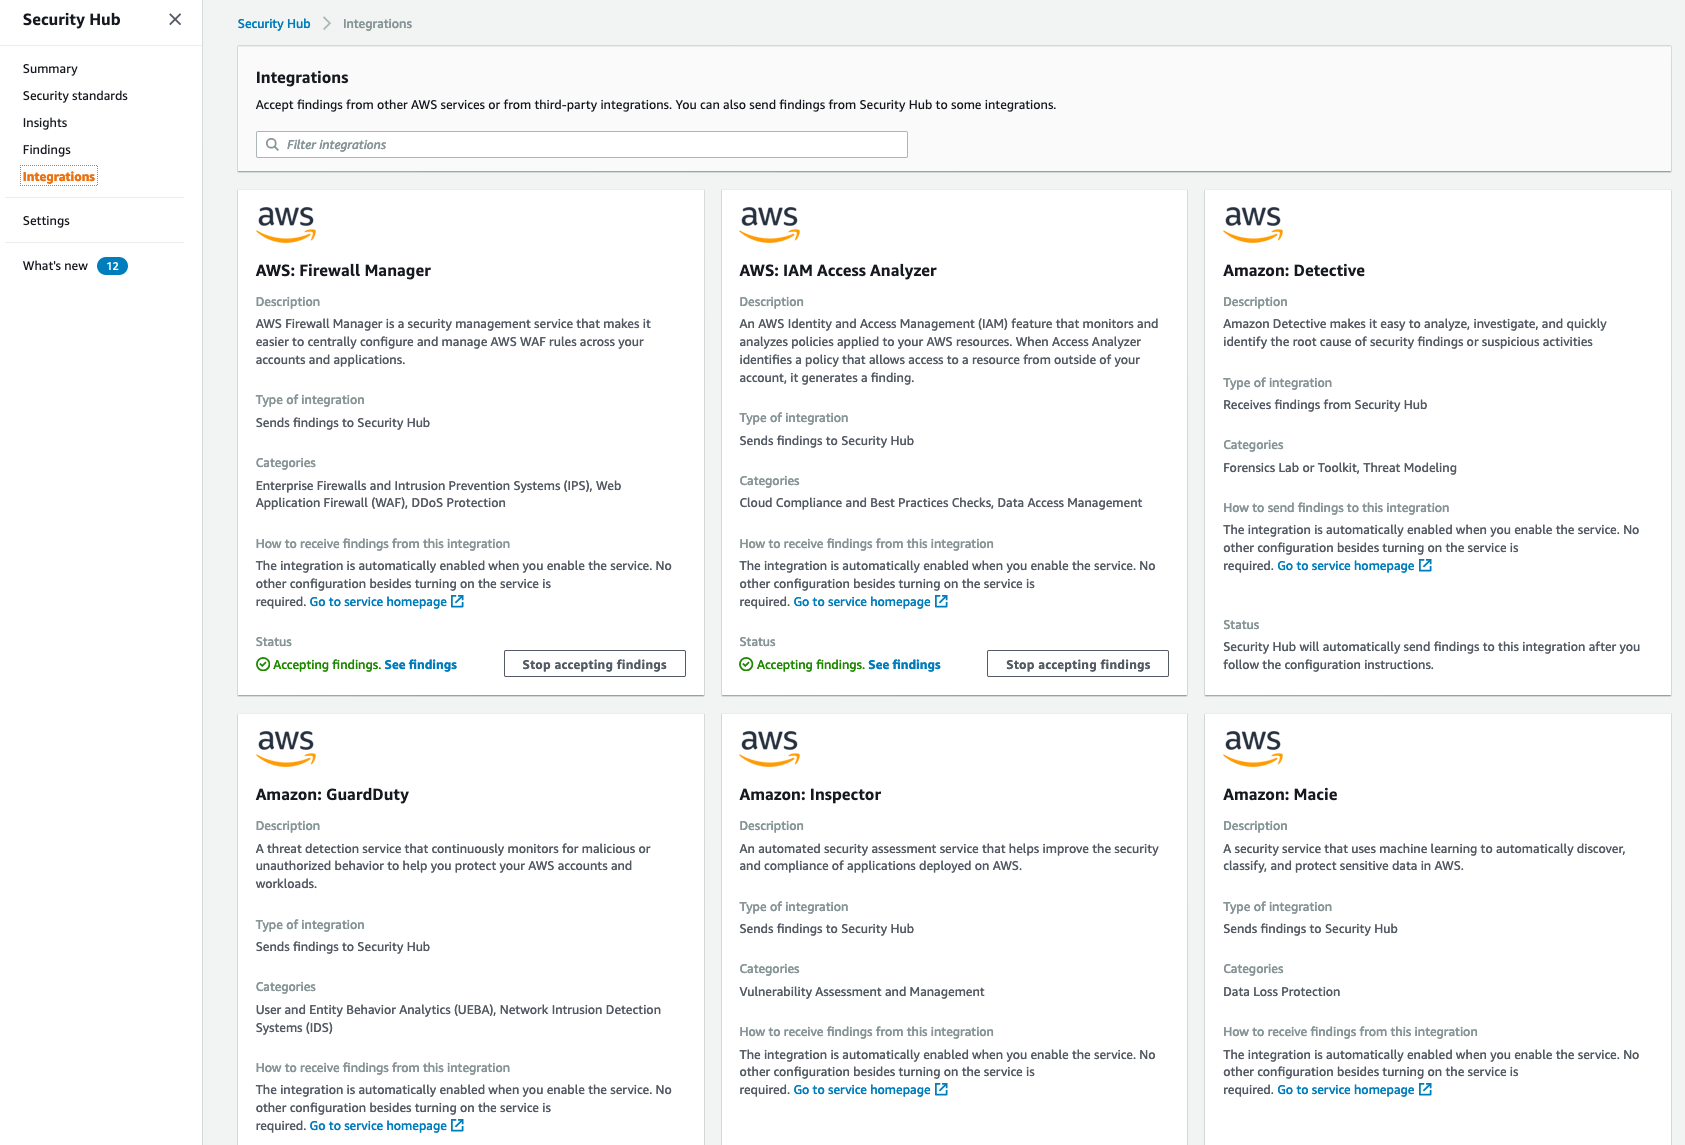 Security Hub
Summary
Security standards
Insights
Findings
Integrations
Settings
What's new 12
Security Hub Integrations
Integrations
Accept findings from other AWS services or from third-party integrations. You can also send findings from Security Hub to some integrations.
Filter integrations
aws
AWS: Firewall Manager
Description
AWS Firewall Manager is a security management service that makes it
easier to centrally configure and manage AWS WAF rules across your
accounts and applications.
Type of integration
Sends findings to Security Hub
Categories
Enterprise Firewalls and Intrusion Prevention Systems (IPS), Web
Application Firewall (WAF), DDoS Protection
How to receive findings from this integration
The integration is automatically enabled when you enable the service. No
other configuration besides turning on the service is
required. Go to service homepage
Status
Accepting findings. See findings
Stop accepting findings
aws
AWS: IAM Access Analyzer
Description
An AWS Identity and Access Management (IAM) feature that monitors and
analyzes policies applied to your AWS resources. When Access Analyzer
identifies a policy that allows access to a resource from outside of your
account, it generates a finding.
Type of integration
Sends findings to Security Hub
Categories
Cloud Compliance and Best Practices Checks, Data Access Management
How to receive findings from this integration
The integration is automatically enabled when you enable the service. No
other configuration besides turning on the service is
required. Go to service homepage
Status
Accepting findings. See findings
Stop accepting findings
aws
Amazon: Detective
Description
Amazon Detective makes it easy to analyze, investigate, and quickly
identify the root cause of security findings or suspicious activities
Type of integration
Receives findings from Security Hub
Categories
Forensics Lab or Toolkit, Threat Modeling
How to send findings to this integration
The integration is automatically enabled when you enable the service. No
other configuration besides turning on the service is
required. Go to service homepage
Status
Security Hub will automatically send findings to this integration after you
follow the configuration instructions.
aws
Amazon: GuardDuty
Description
A threat detection service that continuously monitors for malicious or
unauthorized behavior to help you protect your AWS accounts and
workloads.
Type of integration
Sends findings to Security Hub
Categories
User and Entity Behavior Analytics (UEBA), Network Intrusion Detection
Systems (IDS)
How to receive findings from this integration
The integration is automatically enabled when you enable the service. No
other configuration besides turning on the service is
required. Go to service homepage
aws
Amazon: Inspector
Description
An automated security assessment service that helps improve the security
and compliance of applications deployed on AWS.
Type of integration
Sends findings to Security Hub
Categories
Vulnerability Assessment and Management
How to receive findings from this integration
The integration is automatically enabled when you enable the service. No
other configuration besides turning on the service is
required. Go to service homepage
aws
Amazon: Macie
Description
A security service that uses machine learning to automatically discover,
classify, and protect sensitive data in AWS.
Type of integration
Sends findings to Security Hub
Categories
Data Loss Protection
How to receive findings from this integration
The integration is automatically enabled when you enable the service. No
other configuration besides turning on the service is
required. Go to service homepage